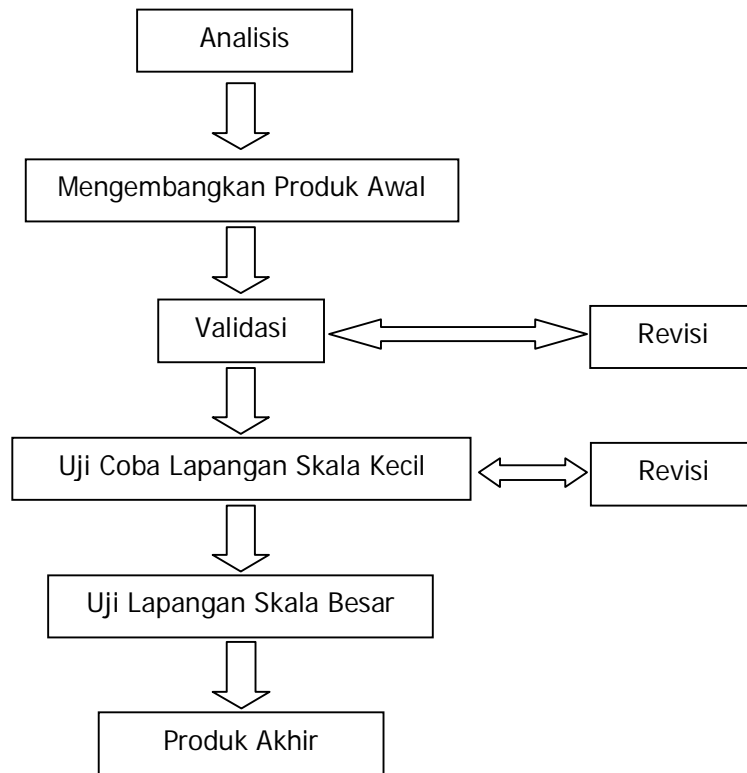 Analisis
Mengembangkan Produk Awal
Validasi
Revisi
Uji Coba Lapangan Skala Kecil
Revisi
Uji Lapangan Skala Besar
Produk Akhir